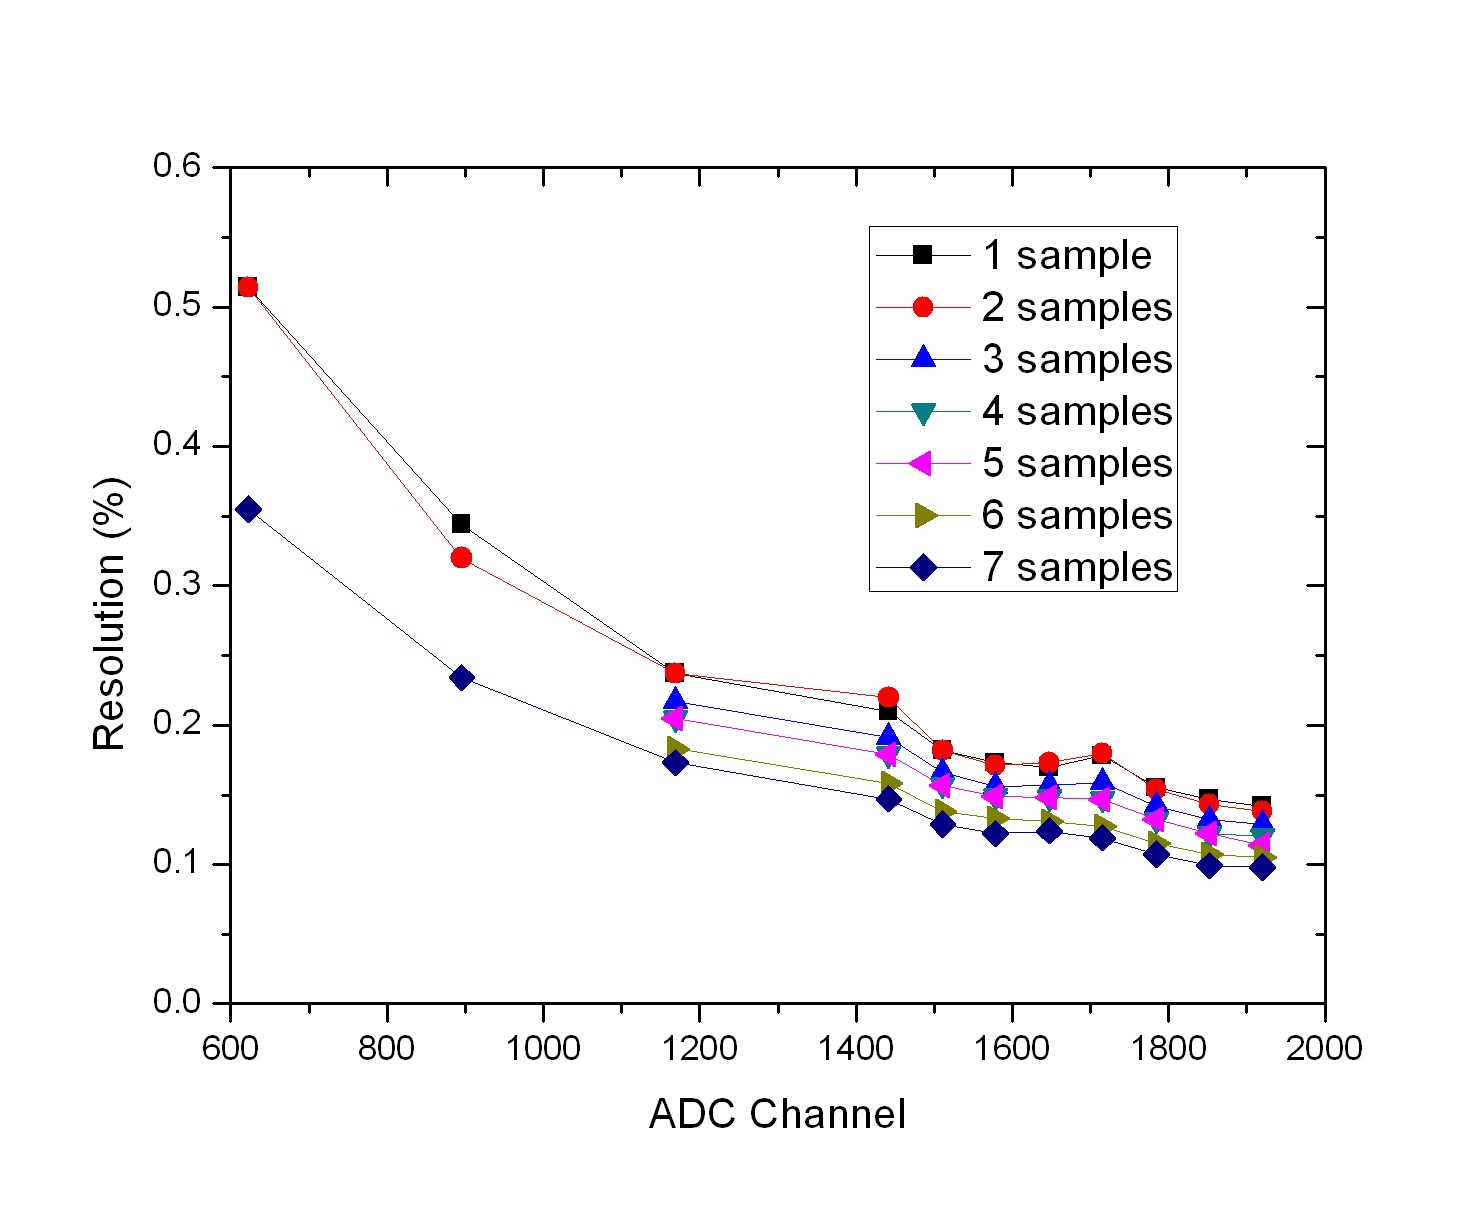 0.6
0.5
0.4
0.3
0.2
0.1
0.0
Resolution (%)
1 sample
2 samples
3 samples
4 samples
5 samples
6 samples
7 samples
600 800 1000 1200 1400 1600 1800 2000
ADC Channel